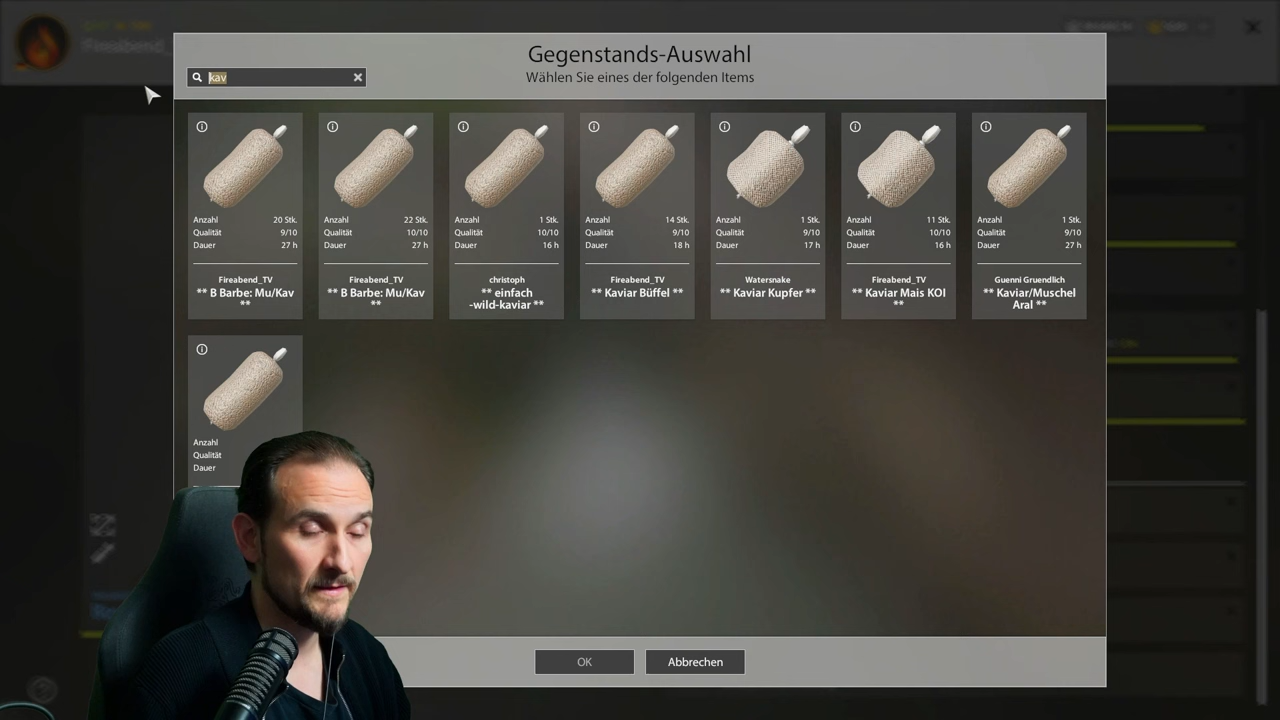 Gegenstands-Auswahl
Wählen Sie eines der folgenden Items
kav
Anzahl 20 Stk.
Qualität 9/10
Dauer 27 h
Fireabend_TV
** B Barbe: Mu/Kav
**
Anzahl 22 Stk.
Qualität 10/10
Dauer 27 h
Fireabend_TV
** B Barbe: Mu/Kav
**
Anzahl 1 Stk.
Qualität 10/10
Dauer 16 h
christoph
** einfach
-wild-kaviar **
Anzahl 14 Stk.
Qualität 9/10
Dauer 18 h
Fireabend_TV
** Kaviar Büffel **
Anzahl 1 Stk.
Qualität 9/10
Dauer 17 h
Watersnake
** Kaviar Kupfer **
Anzahl 11 Stk.
Qualität 10/10
Dauer 16 h
Fireabend_TV
** Kaviar Mais KOI
**
Anzahl 1 Stk.
Qualität 9/10
Dauer 27 h
Guenni Gruendlich
** Kaviar/Muschel
Aral **
Anzahl
Qualität
Dauer
OK
Abbrechen